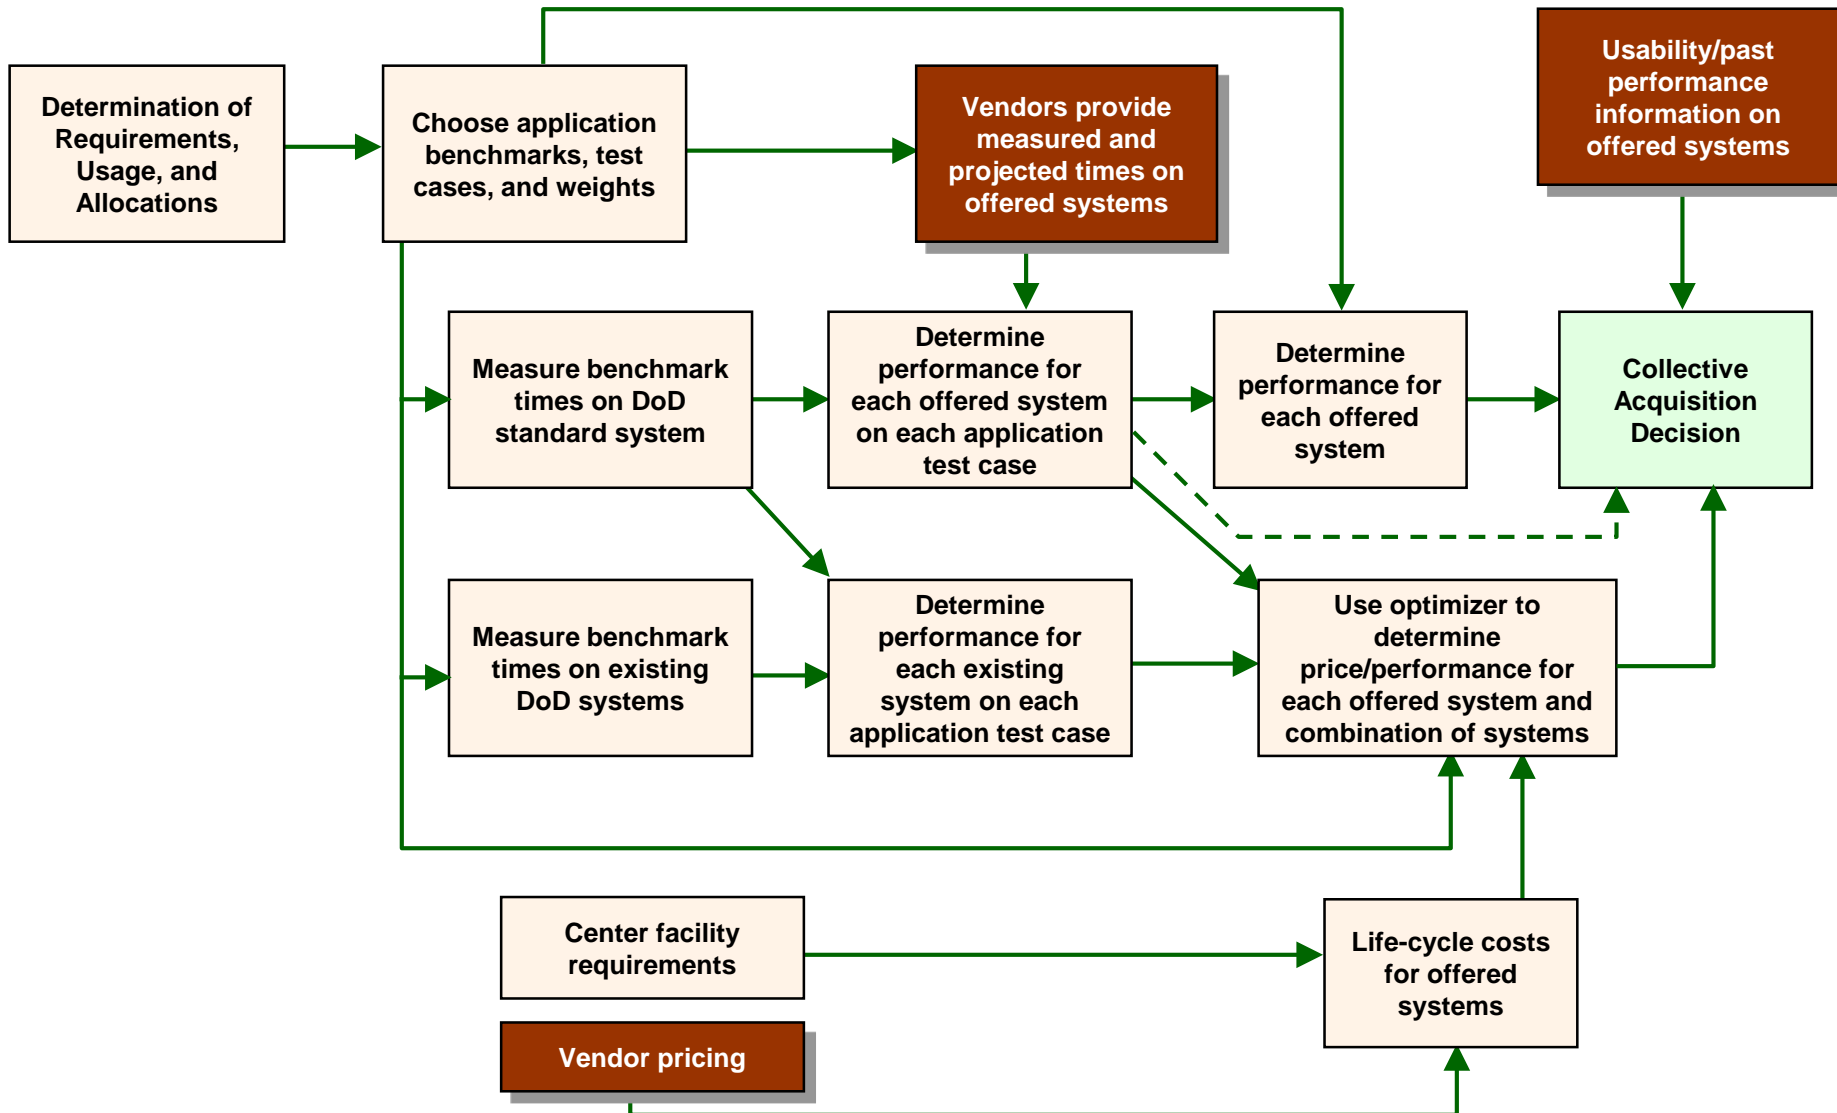 Determination of
Requirements,
Usage, and
Allocations
Choose application
benchmarks, test
cases, and weights
Vendors provide
measured and
projected times on
offered systems
Usability/past
performance
information on
offered systems
Measure benchmark
times on DoD
standard system
Determine
performance for
each offered system
on each application
test case
Determine
performance for
each offered
system
Collective
Acquisition
Decision
Measure benchmark
times on existing
DoD systems
Determine
performance for
each existing
system on each
application test case
Use optimizer to
determine
price/performance for
each offered system and
combination of systems
Center facility
requirements
Life-cycle costs
for offered
systems
Vendor pricing